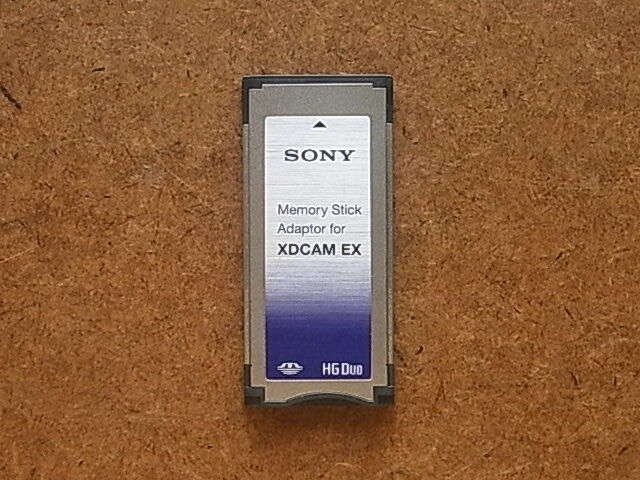 SONY
Memory Stick
Adaptor for
XDCAM EX
HG Duo